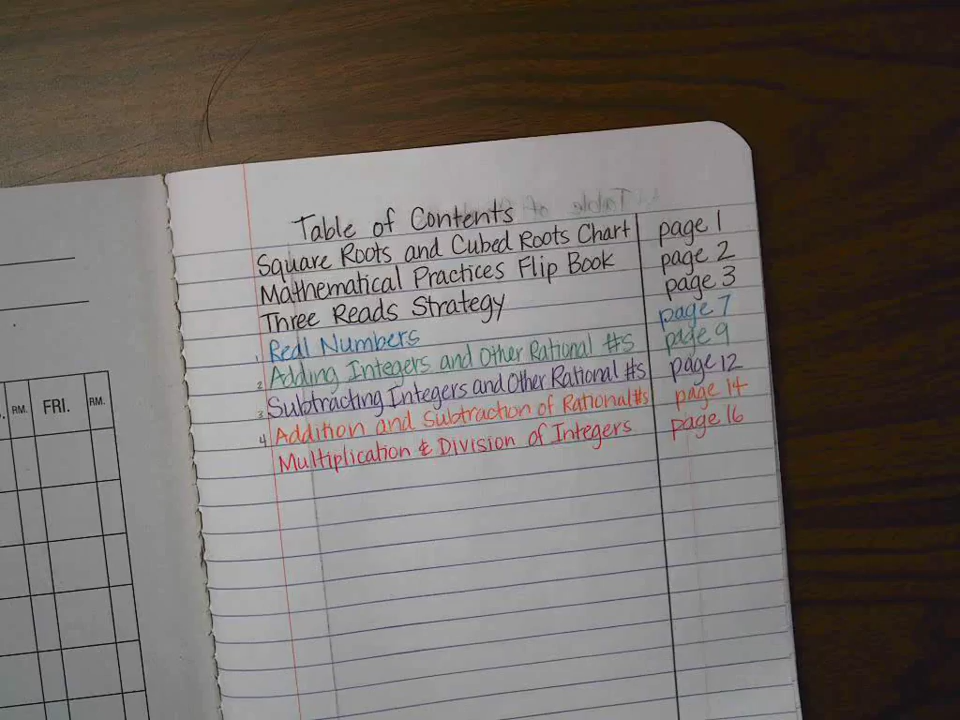 Table of Contents
Square Roots and Cubed Roots Chart page 1
Mathematical Practices Flip Book page 2
Three Reads Strategy page 3
1. Real Numbers page 7
2. Adding Integers and Other Rational #s page 9
3. Subtracting Integers and Other Rational #s page 12
4. Addition and Subtraction of Rational #s page 14
Multiplication & Division of Integers page 16
RM. FRI. RM.